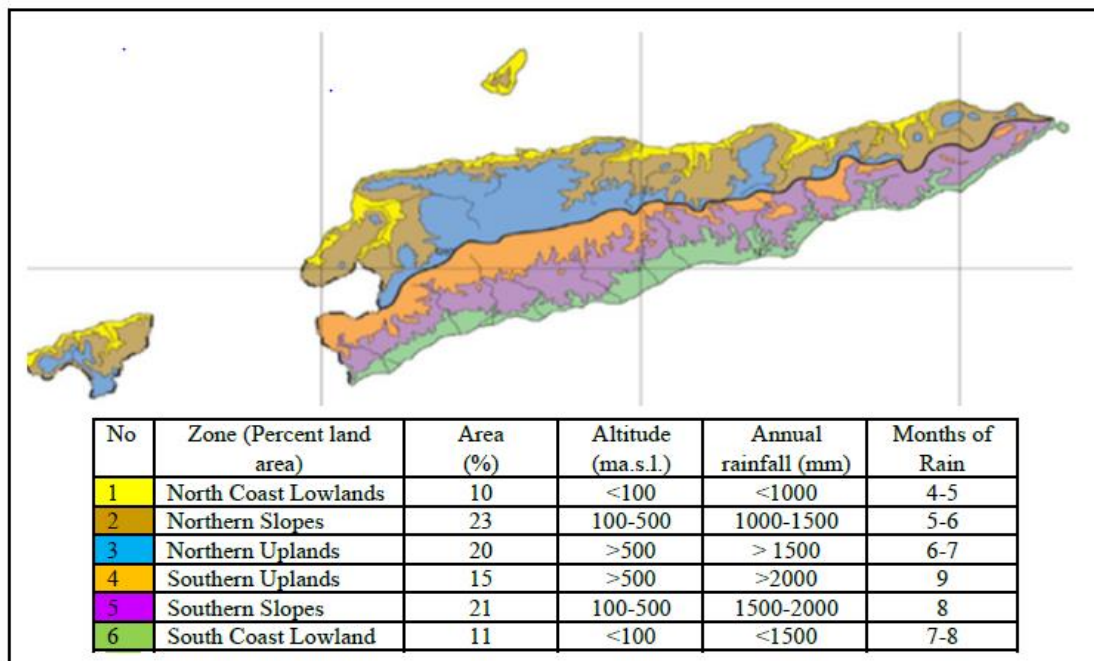 No Zone (Percent land area) Area (%) Altitude (ma.s.l.) Annual rainfall (mm) Months of Rain
1 North Coast Lowlands 10 <100 <1000 4-5
2 Northern Slopes 23 100-500 1000-1500 5-6
3 Northern Uplands 20 >500 > 1500 6-7
4 Southern Uplands 15 >500 >2000 9
5 Southern Slopes 21 100-500 1500-2000 8
6 South Coast Lowland 11 <100 <1500 7-8